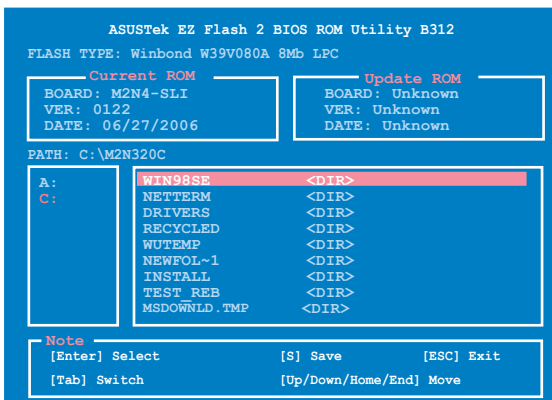 ASUSTek EZ Flash 2 BIOS ROM Utility B312
FLASH TYPE: Winbond W39V080A 8Mb LPC
Current ROM
BOARD: M2N4-SLI
VER: 0122
DATE: 06/27/2006
Update ROM
BOARD: Unknown
VER: Unknown
DATE: Unknown
PATH: C:\M2N320C
A:
C:
WIN98SE <DIR>
NETTERM <DIR>
DRIVERS <DIR>
RECYCLED <DIR>
WUTEMP <DIR>
NEWFOL~1 <DIR>
INSTALL <DIR>
TEST_REB <DIR>
MSDOWNLD.TMP <DIR>
Note
[Enter] Select [S] Save [ESC] Exit
[Tab] Switch [Up/Down/Home/End] Move